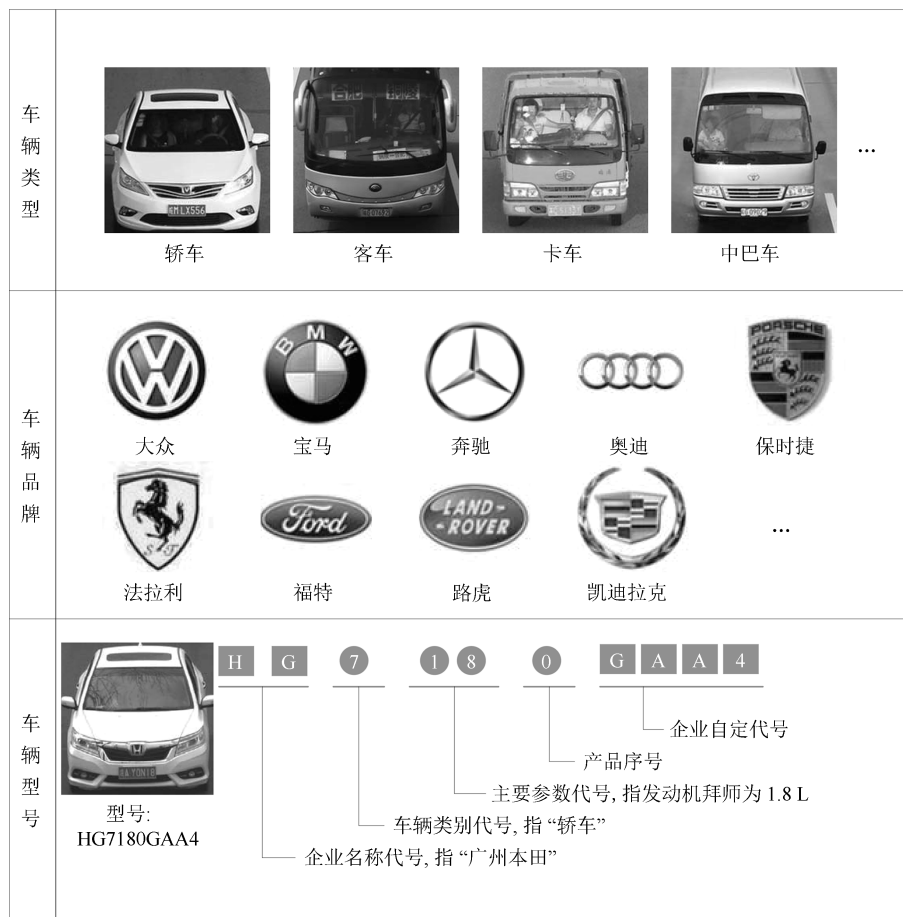 车辆类型
皖M LX556
轿车
客车
卡车
中巴车
...
车辆品牌
BMW
PORSCHE
大众
宝马
奔驰
奥迪
保时捷
S F
Ford
LAND-
-ROVER
法拉利
福特
路虎
凯迪拉克
...
车辆型号
H G 7 1 8 0 G A A 4
企业自定代号
产品序号
主要参数代号, 指发动机拜师为 1.8 L
车辆类别代号, 指 “轿车”
企业名称代号, 指 “广州本田”
型号:
HG7180GAA4